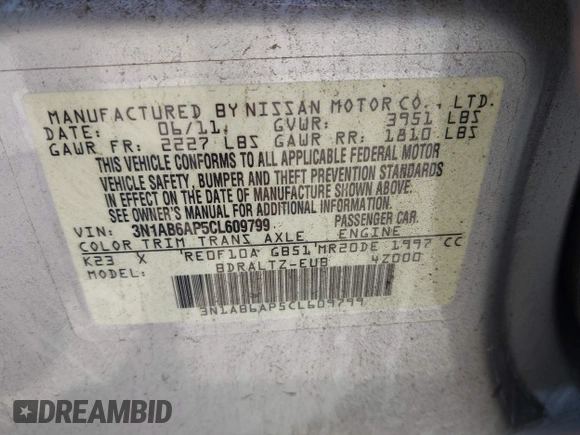 MANUFACTURED BY NISSAN MOTOR CO., LTD.
DATE: 06/11 GVWR: 3951 LBS
GAWR FR: 2227 LBS GAWR RR: 1810 LBS
THIS VEHICLE CONFORMS TO ALL APPLICABLE FEDERAL MOTOR
VEHICLE SAFETY, BUMPER AND THEFT PREVENTION STANDARDS
IN EFFECT ON THE DATE OF MANUFACTURE SHOWN ABOVE.
SEE OWNER'S MANUAL FOR ADDITIONAL INFORMATION.
VIN: 3N1AB6AP5CL609799 PASSENGER CAR
COLOR TRIM TRANS AXLE ENGINE
K23 X RE0F10A GB51 MR20DE 1997 CC
MODEL: BDRALTZ-EUB 4Z000
3N1AB6AP5CL609799
DREAMBID